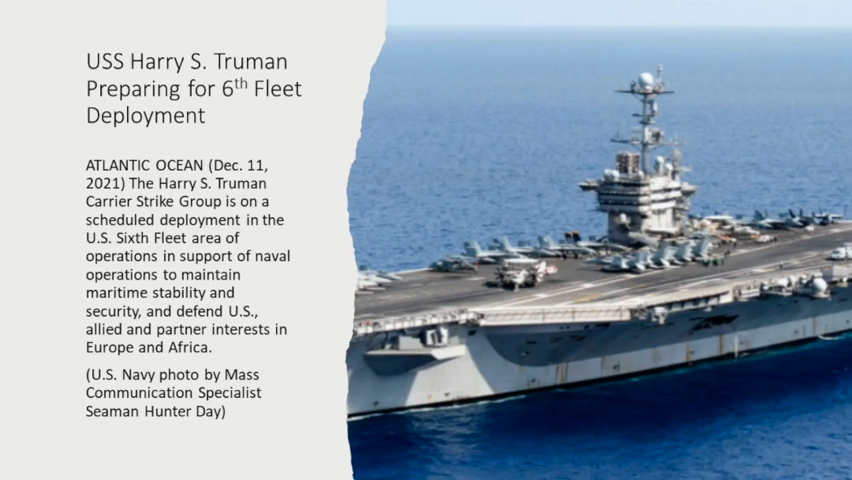 USS Harry S. Truman
Preparing for 6th Fleet
Deployment
ATLANTIC OCEAN (Dec. 11,
2021) The Harry S. Truman
Carrier Strike Group is on a
scheduled deployment in the
U.S. Sixth Fleet area of
operations in support of naval
operations to maintain
maritime stability and
security, and defend U.S.,
allied and partner interests in
Europe and Africa.
(U.S. Navy photo by Mass
Communication Specialist
Seaman Hunter Day)